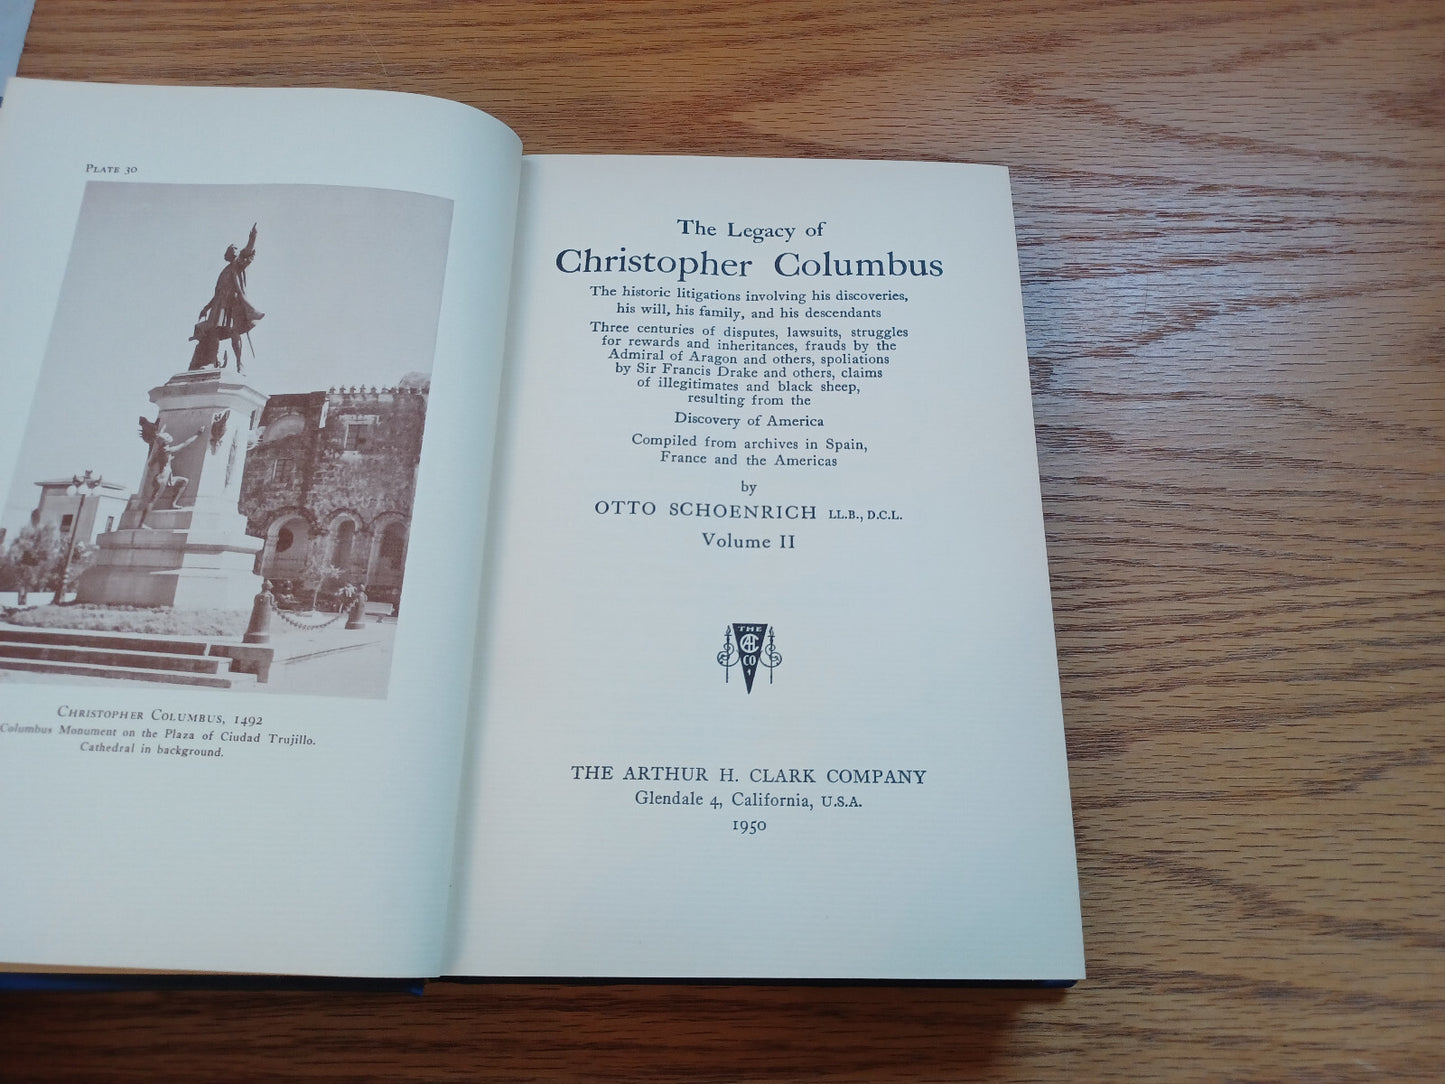 Plate 30
Christopher Columbus, 1492
Columbus Monument on the Plaza of Ciudad Trujillo.
Cathedral in background.
The Legacy of
Christopher Columbus
The historic litigations involving his discoveries,
his will, his family, and his descendants
Three centuries of disputes, lawsuits, struggles
for rewards and inheritances, frauds by the
Admiral of Aragon and others, spoliations
by Sir Francis Drake and others, claims
of illegitimates and black sheep,
resulting from the
Discovery of America
Compiled from archives in Spain,
France and the Americas
by
OTTO SCHOENRICH LL.B., D.C.L.
Volume II
THE
AHC
CO
THE ARTHUR H. CLARK COMPANY
Glendale 4, California, U.S.A.
1950